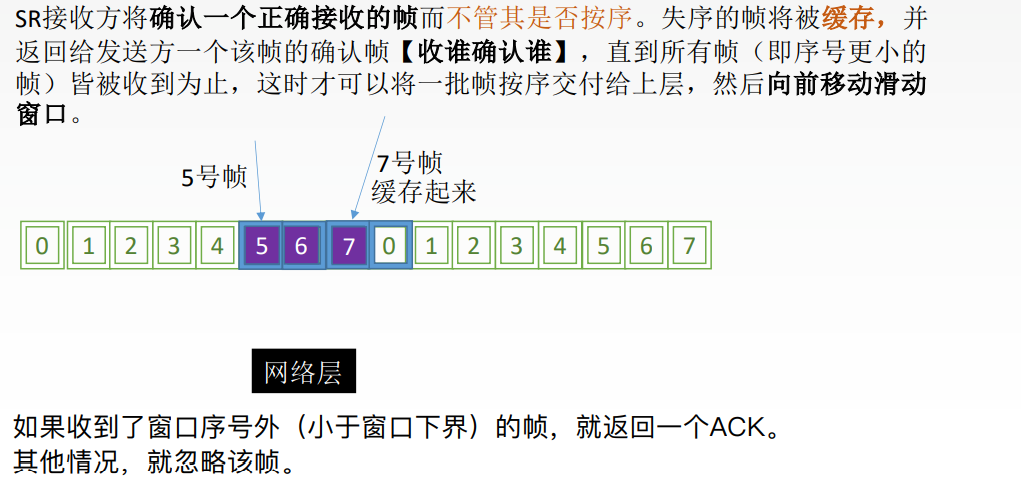 SR接收方将确认一个正确接收的帧而不管其是否按序。失序的帧将被缓存，并
返回给发送方一个该帧的确认帧【收谁确认谁】，直到所有帧（即序号更小的
帧）皆被收到为止，这时才可以将一批帧按序交付给上层，然后向前移动滑动
窗口。
5号帧
7号帧
缓存起来
0 1 2 3 4 5 6 7 0 1 2 3 4 5 6 7
网络层
如果收到了窗口序号外（小于窗口下界）的帧，就返回一个ACK。
其他情况，就忽略该帧。